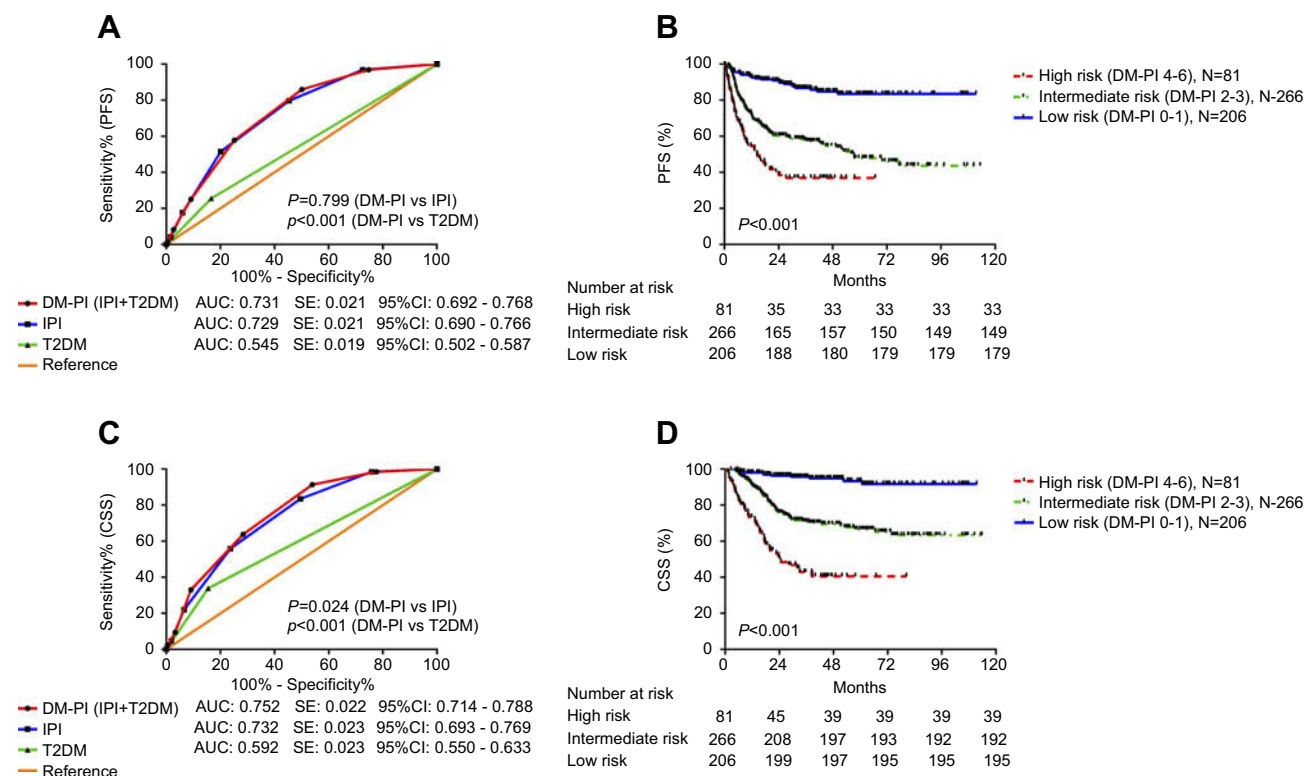 A
Sensitivity% (PFS)
100
80
60
40
20
0
0 20 40 60 80 100
100% - Specificity%
P=0.799 (DM-PI vs IPI)
p<0.001 (DM-PI vs T2DM)
DM-PI (IPI+T2DM) AUC: 0.731 SE: 0.021 95%CI: 0.692 - 0.768
IPI AUC: 0.729 SE: 0.021 95%CI: 0.690 - 0.766
T2DM AUC: 0.545 SE: 0.019 95%CI: 0.502 - 0.587
Reference
B
PFS (%)
100
80
60
40
20
0
P<0.001
0 24 48 72 96 120
Months
High risk (DM-PI 4-6), N=81
Intermediate risk (DM-PI 2-3), N-266
Low risk (DM-PI 0-1), N=206
Number at risk
High risk 81 35 33 33 33 33
Intermediate risk 266 165 157 150 149 149
Low risk 206 188 180 179 179 179
C
Sensitivity% (CSS)
100
80
60
40
20
0
0 20 40 60 80 100
100% - Specificity%
P=0.024 (DM-PI vs IPI)
p<0.001 (DM-PI vs T2DM)
DM-PI (IPI+T2DM) AUC: 0.752 SE: 0.022 95%CI: 0.714 - 0.788
IPI AUC: 0.732 SE: 0.023 95%CI: 0.693 - 0.769
T2DM AUC: 0.592 SE: 0.023 95%CI: 0.550 - 0.633
Reference
D
CSS (%)
100
80
60
40
20
0
P<0.001
0 24 48 72 96 120
Months
High risk (DM-PI 4-6), N=81
Intermediate risk (DM-PI 2-3), N-266
Low risk (DM-PI 0-1), N=206
Number at risk
High risk 81 45 39 39 39 39
Intermediate risk 266 208 197 193 192 192
Low risk 206 199 197 195 195 195